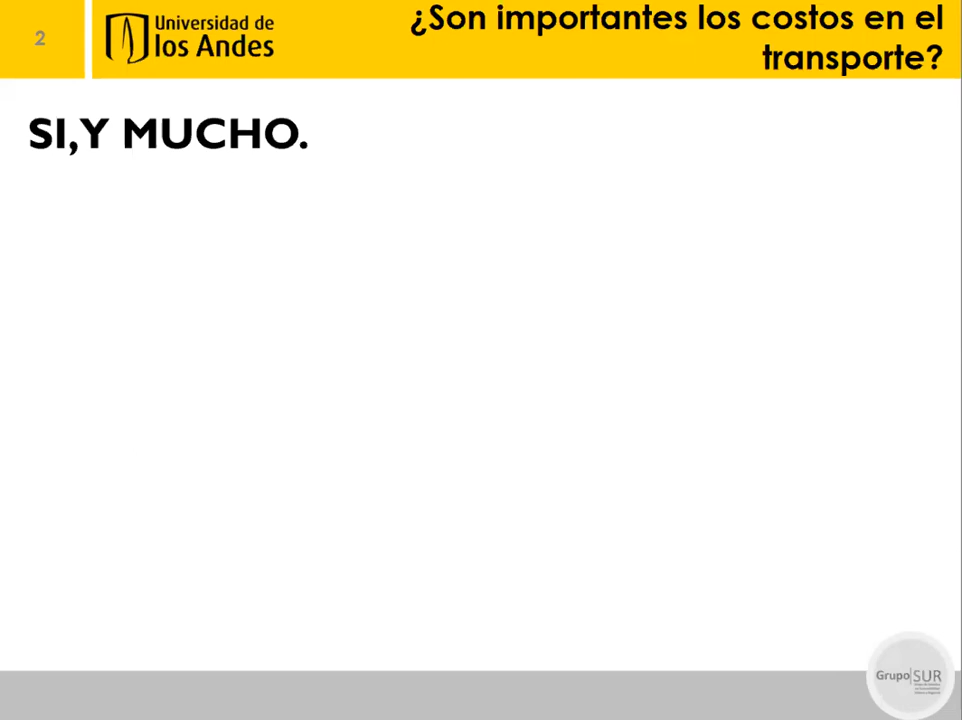 2
Universidad de
los Andes
¿Son importantes los costos en el
transporte?
SI,Y MUCHO.
Grupo|SUR